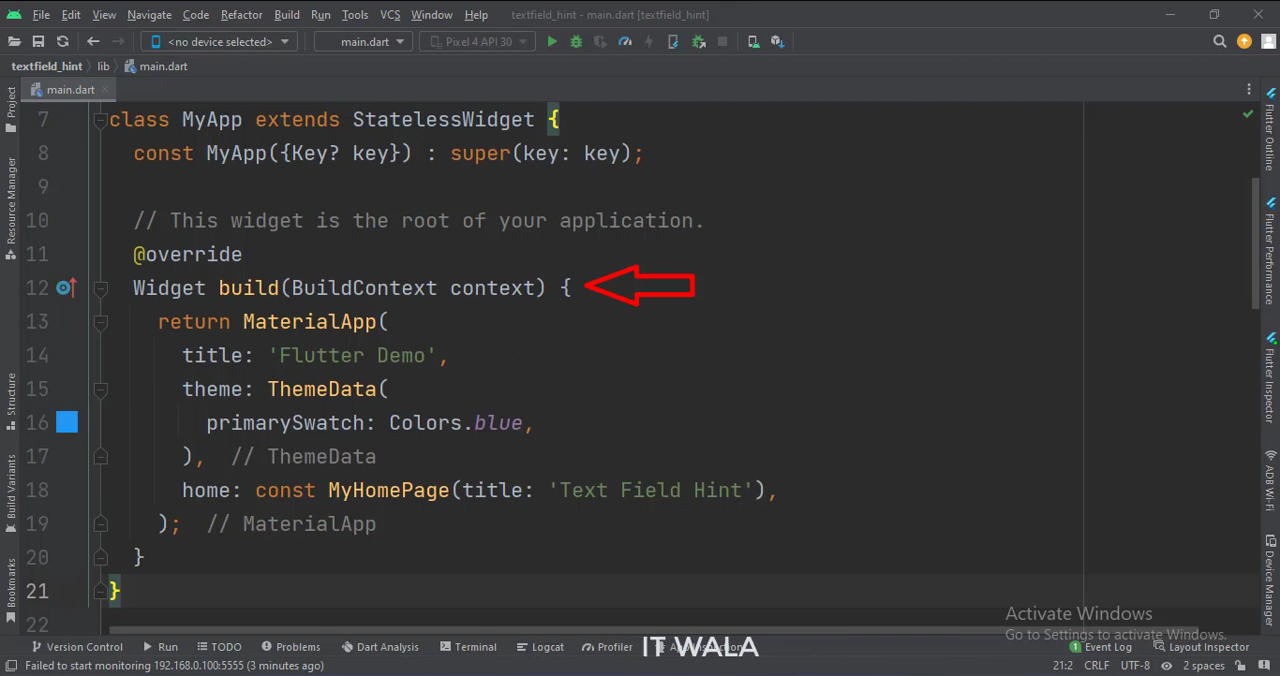 File Edit View Navigate Code Refactor Build Run Tools VCS Window Help textfield_hint - main.dart [textfield_hint]
<no device selected> main.dart Pixel 4 API 30
textfield_hint lib main.dart
main.dart
Project
Resource Manager
Structure
Build Variants
Bookmarks
7 class MyApp extends StatelessWidget {
8 const MyApp({Key? key}) : super(key: key);
9
10 // This widget is the root of your application.
11 @override
12 Widget build(BuildContext context) {
13 return MaterialApp(
14 title: 'Flutter Demo',
15 theme: ThemeData(
16 primarySwatch: Colors.blue,
17 ), // ThemeData
18 home: const MyHomePage(title: 'Text Field Hint'),
19 ); // MaterialApp
20 }
21 }
22
Flutter Outline
Flutter Performance
Flutter Inspector
ADB Wi-Fi
Device Manager
Activate Windows
Go to Settings to activate Windows.
Version Control Run TODO Problems Dart Analysis Terminal Logcat Profiler 1 Event Log Layout Inspector
IT WALA
Failed to start monitoring 192.168.0.100:5555 (3 minutes ago) 21:2 CRLF UTF-8 2 spaces